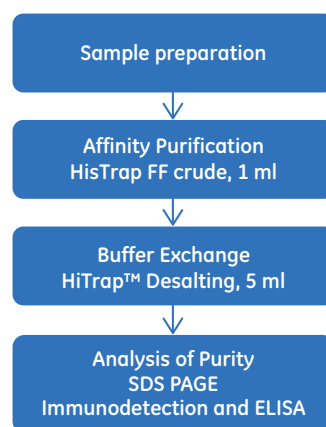 Sample preparation
Affinity Purification
HisTrap FF crude, 1 ml
Buffer Exchange
HiTrap™ Desalting, 5 ml
Analysis of Purity
SDS PAGE
Immunodetection and ELISA